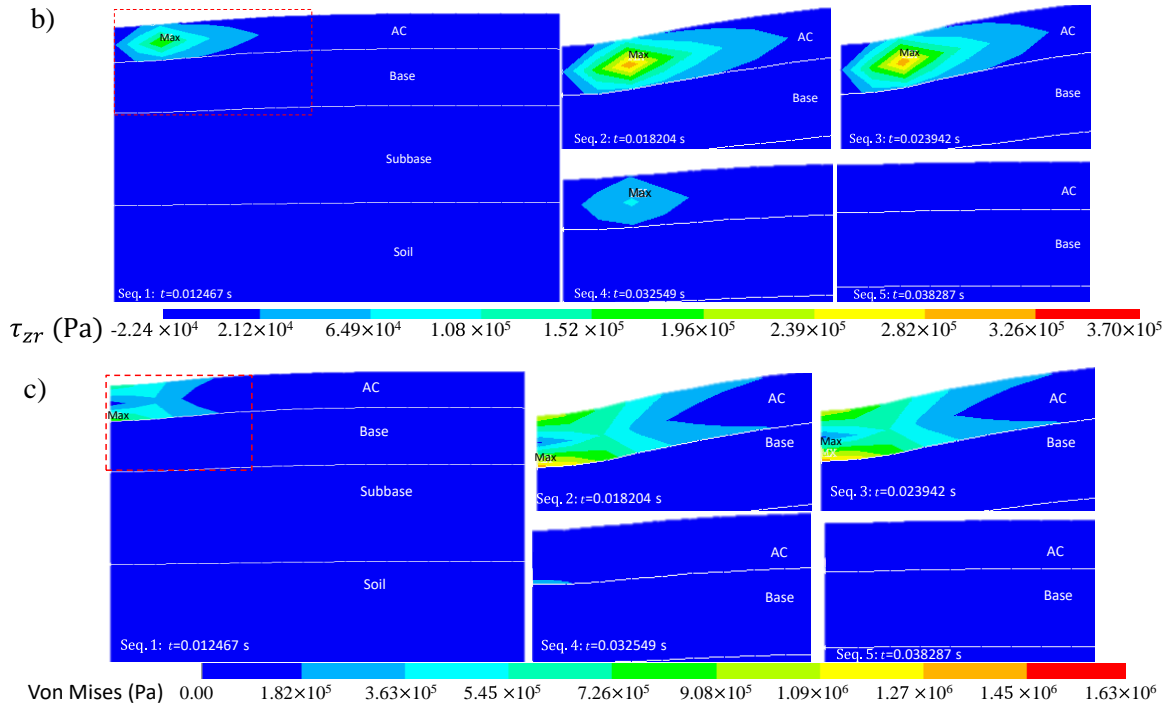 b)
Max
AC
Base
Subbase
Soil
Seq. 1: t=0.012467 s
Max
AC
Base
Seq. 2: t=0.018204 s
Max
AC
Base
Seq. 3: t=0.023942 s
Max
Seq. 4: t=0.032549 s
AC
Base
Seq. 5: t=0.038287 s
τzr (Pa) -2.24 ×10⁴ 2.12×10⁴ 6.49×10⁴ 1.08 ×10⁵ 1.52 ×10⁵ 1.96×10⁵ 2.39×10⁵ 2.82×10⁵ 3.26×10⁵ 3.70×10⁵
c)
Max
AC
Base
Subbase
Soil
Seq. 1: t=0.012467 s
Max
AC
Base
Seq. 2: t=0.018204 s
Max
AC
Base
Seq. 3: t=0.023942 s
AC
Base
Seq. 4: t=0.032549 s
AC
Base
Seq. 5: t=0.038287 s
Von Mises (Pa) 0.00 1.82×10⁵ 3.63×10⁵ 5.45 ×10⁵ 7.26×10⁵ 9.08×10⁵ 1.09 ×10⁶ 1.27 ×10⁶ 1.45 ×10⁶ 1.63×10⁶